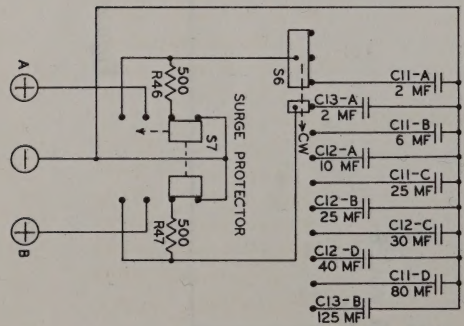 A
+
−
+
B
500
R46
S7
SURGE PROTECTOR
500
R47
S6
CW
C11-A
2 MF
C13-A
2 MF
C11-B
6 MF
C12-A
10 MF
C11-C
25 MF
C12-B
25 MF
C12-C
30 MF
C12-D
40 MF
C11-D
80 MF
C13-B
125 MF